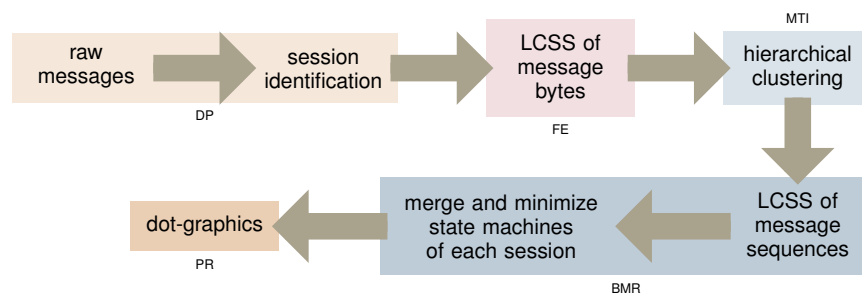 raw
messages
session
identification
DP
LCSS of
message
bytes
FE
MTI
hierarchical
clustering
LCSS of
message
sequences
merge and minimize
state machines
of each session
BMR
dot-graphics
PR